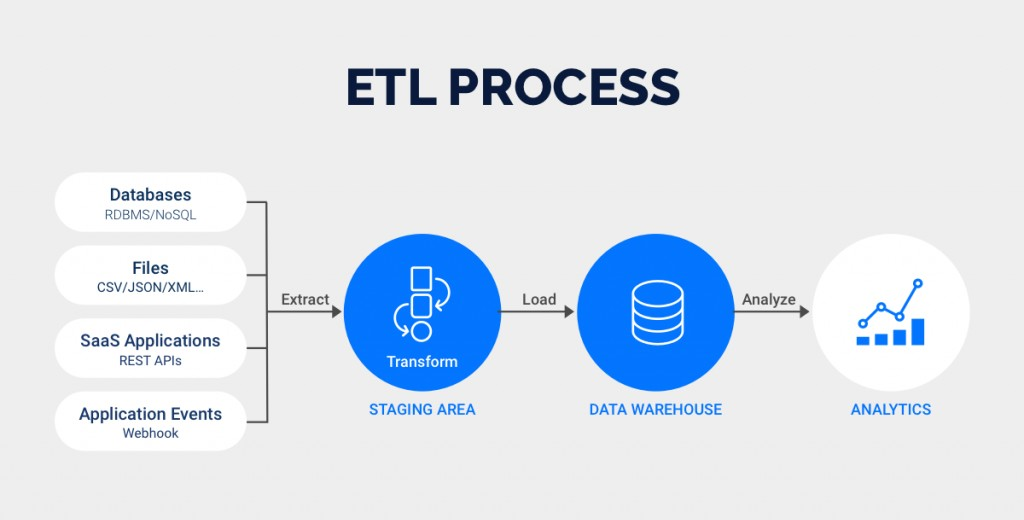 ETL PROCESS
Databases
RDBMS/NoSQL
Files
CSV/JSON/XML...
SaaS Applications
REST APIs
Application Events
Webhook
Extract
Transform
STAGING AREA
Load
DATA WAREHOUSE
Analyze
ANALYTICS